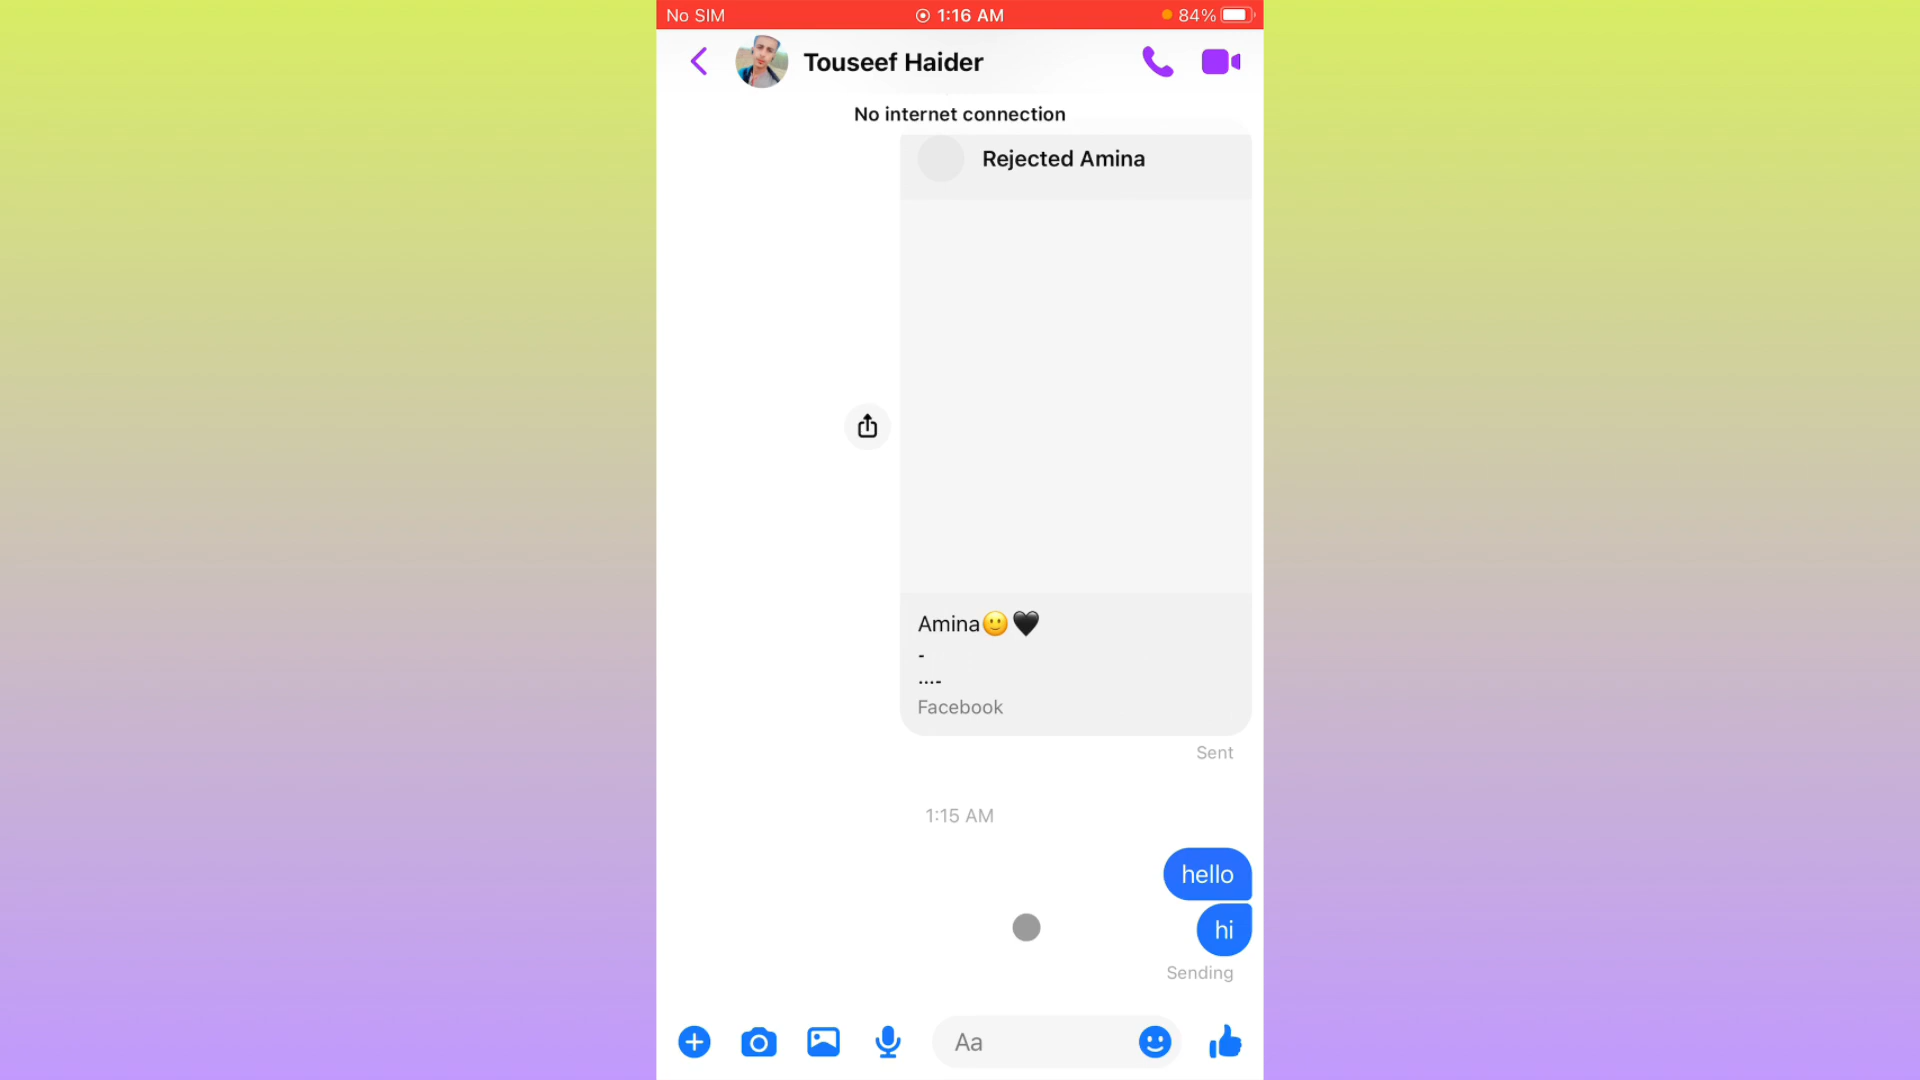 No SIM
1:16 AM
84%
Touseef Haider
No internet connection
Rejected Amina
Amina🙂🖤
-
...-
Facebook
Sent
1:15 AM
hello
hi
Sending
Aa